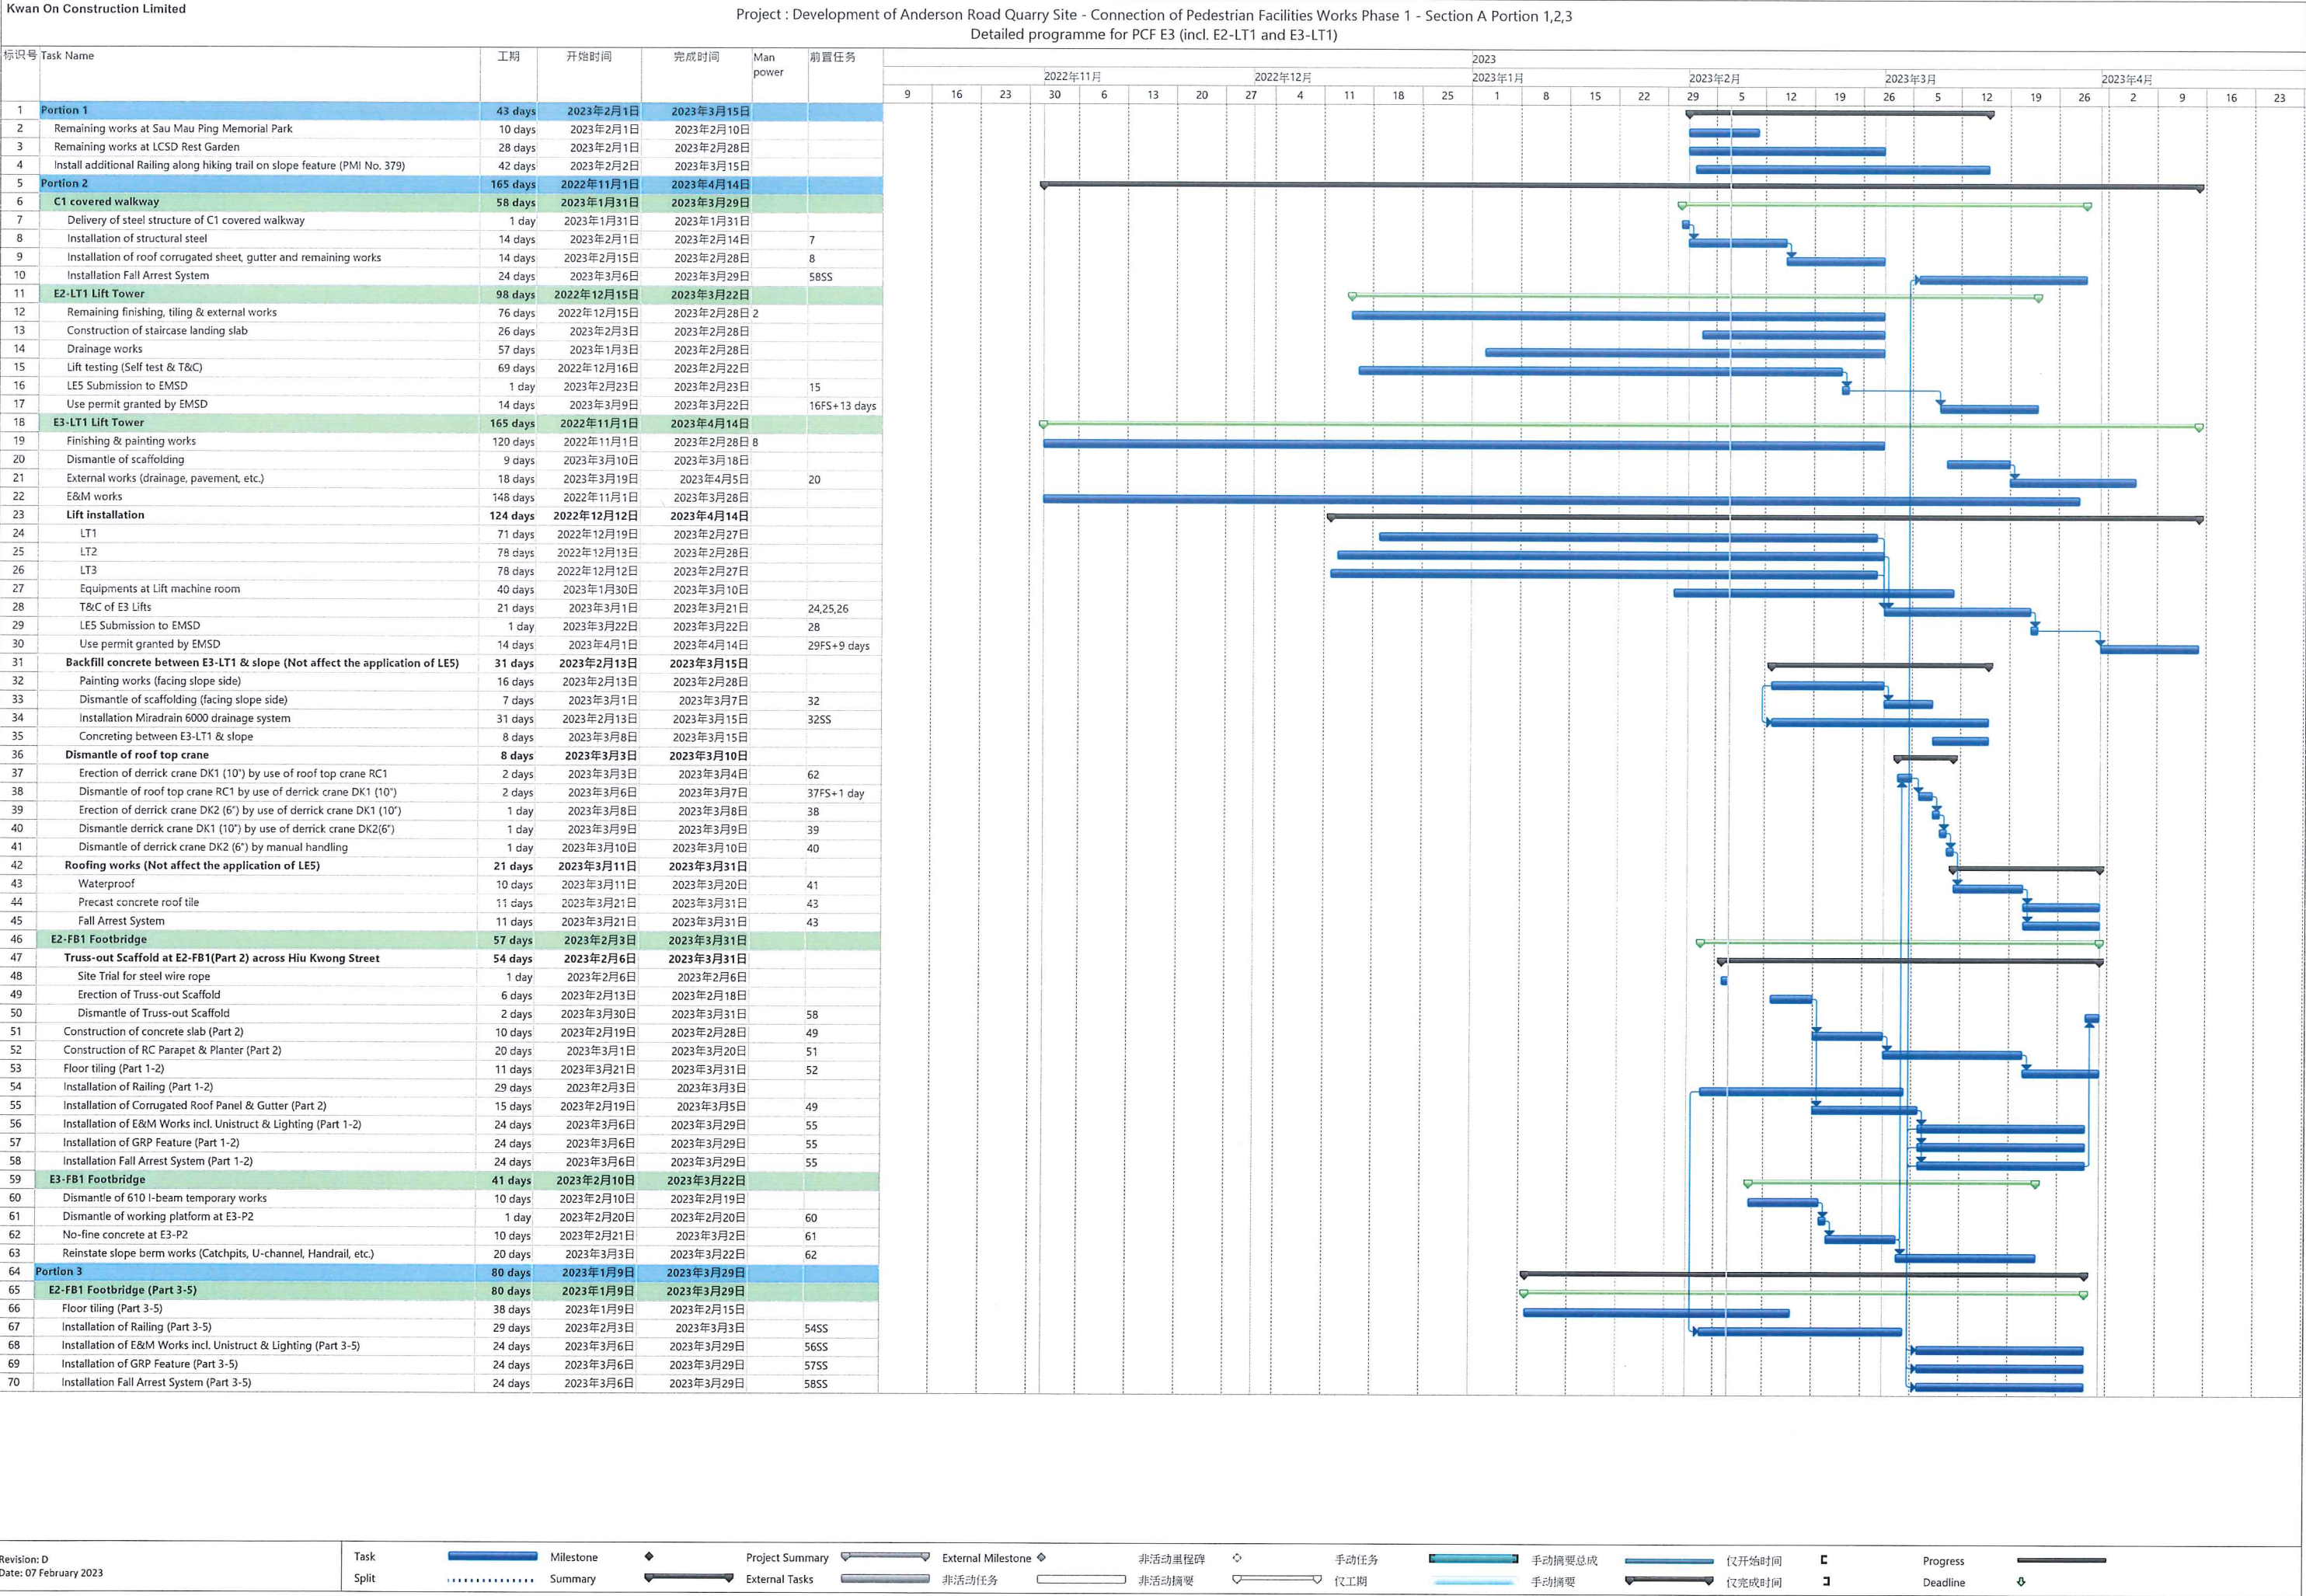 Kwan On Construction Limited
Project : Development of Anderson Road Quarry Site - Connection of Pedestrian Facilities Works Phase 1 - Section A Portion 1,2,3
Detailed programme for PCF E3 (incl. E2-LT1 and E3-LT1)
标识号 Task Name 工期 开始时间 完成时间 Man power 前置任务
2023
2022年11月 2022年12月 2023年1月 2023年2月 2023年3月 2023年4月
9 16 23 30 6 13 20 27 4 11 18 25 1 8 15 22 29 5 12 19 26 5 12 19 26 2 9 16 23
1 Portion 1 43 days 2023年2月1日 2023年3月15日
2 Remaining works at Sau Mau Ping Memorial Park 10 days 2023年2月1日 2023年2月10日
3 Remaining works at LCSD Rest Garden 28 days 2023年2月1日 2023年2月28日
4 Install additional Railing along hiking trail on slope feature (PMI No. 379) 42 days 2023年2月2日 2023年3月15日
5 Portion 2 165 days 2022年11月1日 2023年4月14日
6 C1 covered walkway 58 days 2023年1月31日 2023年3月29日
7 Delivery of steel structure of C1 covered walkway 1 day 2023年1月31日 2023年1月31日
8 Installation of structural steel 14 days 2023年2月1日 2023年2月14日 7
9 Installation of roof corrugated sheet, gutter and remaining works 14 days 2023年2月15日 2023年2月28日 8
10 Installation Fall Arrest System 24 days 2023年3月6日 2023年3月29日 58SS
11 E2-LT1 Lift Tower 98 days 2022年12月15日 2023年3月22日
12 Remaining finishing, tiling & external works 76 days 2022年12月15日 2023年2月28日 2
13 Construction of staircase landing slab 26 days 2023年2月3日 2023年2月28日
14 Drainage works 57 days 2023年1月3日 2023年2月28日
15 Lift testing (Self test & T&C) 69 days 2022年12月16日 2023年2月22日
16 LE5 Submission to EMSD 1 day 2023年2月23日 2023年2月23日 15
17 Use permit granted by EMSD 14 days 2023年3月9日 2023年3月22日 16FS+13 days
18 E3-LT1 Lift Tower 165 days 2022年11月1日 2023年4月14日
19 Finishing & painting works 120 days 2022年11月1日 2023年2月28日 8
20 Dismantle of scaffolding 9 days 2023年3月10日 2023年3月18日
21 External works (drainage, pavement, etc.) 18 days 2023年3月19日 2023年4月5日 20
22 E&M works 148 days 2022年11月1日 2023年3月28日
23 Lift installation 124 days 2022年12月12日 2023年4月14日
24 LT1 71 days 2022年12月19日 2023年2月27日
25 LT2 78 days 2022年12月13日 2023年2月28日
26 LT3 78 days 2022年12月12日 2023年2月27日
27 Equipments at Lift machine room 40 days 2023年1月30日 2023年3月10日
28 T&C of E3 Lifts 21 days 2023年3月1日 2023年3月21日 24,25,26
29 LE5 Submission to EMSD 1 day 2023年3月22日 2023年3月22日 28
30 Use permit granted by EMSD 14 days 2023年4月1日 2023年4月14日 29FS+9 days
31 Backfill concrete between E3-LT1 & slope (Not affect the application of LE5) 31 days 2023年2月13日 2023年3月15日
32 Painting works (facing slope side) 16 days 2023年2月13日 2023年2月28日
33 Dismantle of scaffolding (facing slope side) 7 days 2023年3月1日 2023年3月7日 32
34 Installation Miradrain 6000 drainage system 31 days 2023年2月13日 2023年3月15日 32SS
35 Concreting between E3-LT1 & slope 8 days 2023年3月8日 2023年3月15日
36 Dismantle of roof top crane 8 days 2023年3月3日 2023年3月10日
37 Erection of derrick crane DK1 (10") by use of roof top crane RC1 2 days 2023年3月3日 2023年3月4日 62
38 Dismantle of roof top crane RC1 by use of derrick crane DK1 (10") 2 days 2023年3月6日 2023年3月7日 37FS+1 day
39 Erection of derrick crane DK2 (6") by use of derrick crane DK1 (10") 1 day 2023年3月8日 2023年3月8日 38
40 Dismantle derrick crane DK1 (10") by use of derrick crane DK2(6") 1 day 2023年3月9日 2023年3月9日 39
41 Dismantle of derrick crane DK2 (6") by manual handling 1 day 2023年3月10日 2023年3月10日 40
42 Roofing works (Not affect the application of LE5) 21 days 2023年3月11日 2023年3月31日
43 Waterproof 10 days 2023年3月11日 2023年3月20日 41
44 Precast concrete roof tile 11 days 2023年3月21日 2023年3月31日 43
45 Fall Arrest System 11 days 2023年3月21日 2023年3月31日 43
46 E2-FB1 Footbridge 57 days 2023年2月3日 2023年3月31日
47 Truss-out Scaffold at E2-FB1(Part 2) across Hiu Kwong Street 54 days 2023年2月6日 2023年3月31日
48 Site Trial for steel wire rope 1 day 2023年2月6日 2023年2月6日
49 Erection of Truss-out Scaffold 6 days 2023年2月13日 2023年2月18日
50 Dismantle of Truss-out Scaffold 2 days 2023年3月30日 2023年3月31日 58
51 Construction of concrete slab (Part 2) 10 days 2023年2月19日 2023年2月28日 49
52 Construction of RC Parapet & Planter (Part 2) 20 days 2023年3月1日 2023年3月20日 51
53 Floor tiling (Part 1-2) 11 days 2023年3月21日 2023年3月31日 52
54 Installation of Railing (Part 1-2) 29 days 2023年2月3日 2023年3月3日
55 Installation of Corrugated Roof Panel & Gutter (Part 2) 15 days 2023年2月19日 2023年3月5日 49
56 Installation of E&M Works incl. Unistruct & Lighting (Part 1-2) 24 days 2023年3月6日 2023年3月29日 55
57 Installation of GRP Feature (Part 1-2) 24 days 2023年3月6日 2023年3月29日 55
58 Installation Fall Arrest System (Part 1-2) 24 days 2023年3月6日 2023年3月29日 55
59 E3-FB1 Footbridge 41 days 2023年2月10日 2023年3月22日
60 Dismantle of 610 I-beam temporary works 10 days 2023年2月10日 2023年2月19日
61 Dismantle of working platform at E3-P2 1 day 2023年2月20日 2023年2月20日 60
62 No-fine concrete at E3-P2 10 days 2023年2月21日 2023年3月2日 61
63 Reinstate slope berm works (Catchpits, U-channel, Handrail, etc.) 20 days 2023年3月3日 2023年3月22日 62
64 Portion 3 80 days 2023年1月9日 2023年3月29日
65 E2-FB1 Footbridge (Part 3-5) 80 days 2023年1月9日 2023年3月29日
66 Floor tiling (Part 3-5) 38 days 2023年1月9日 2023年2月15日
67 Installation of Railing (Part 3-5) 29 days 2023年2月3日 2023年3月3日 54SS
68 Installation of E&M Works incl. Unistruct & Lighting (Part 3-5) 24 days 2023年3月6日 2023年3月29日 56SS
69 Installation of GRP Feature (Part 3-5) 24 days 2023年3月6日 2023年3月29日 57SS
70 Installation Fall Arrest System (Part 3-5) 24 days 2023年3月6日 2023年3月29日 58SS
Revision: D
Date: 07 February 2023
Task Milestone Project Summary External Milestone 非活动里程碑 手动任务 手动摘要总成 仅开始时间 Progress
Split Summary External Tasks 非活动任务 非活动摘要 仅工期 手动摘要 仅完成时间 Deadline